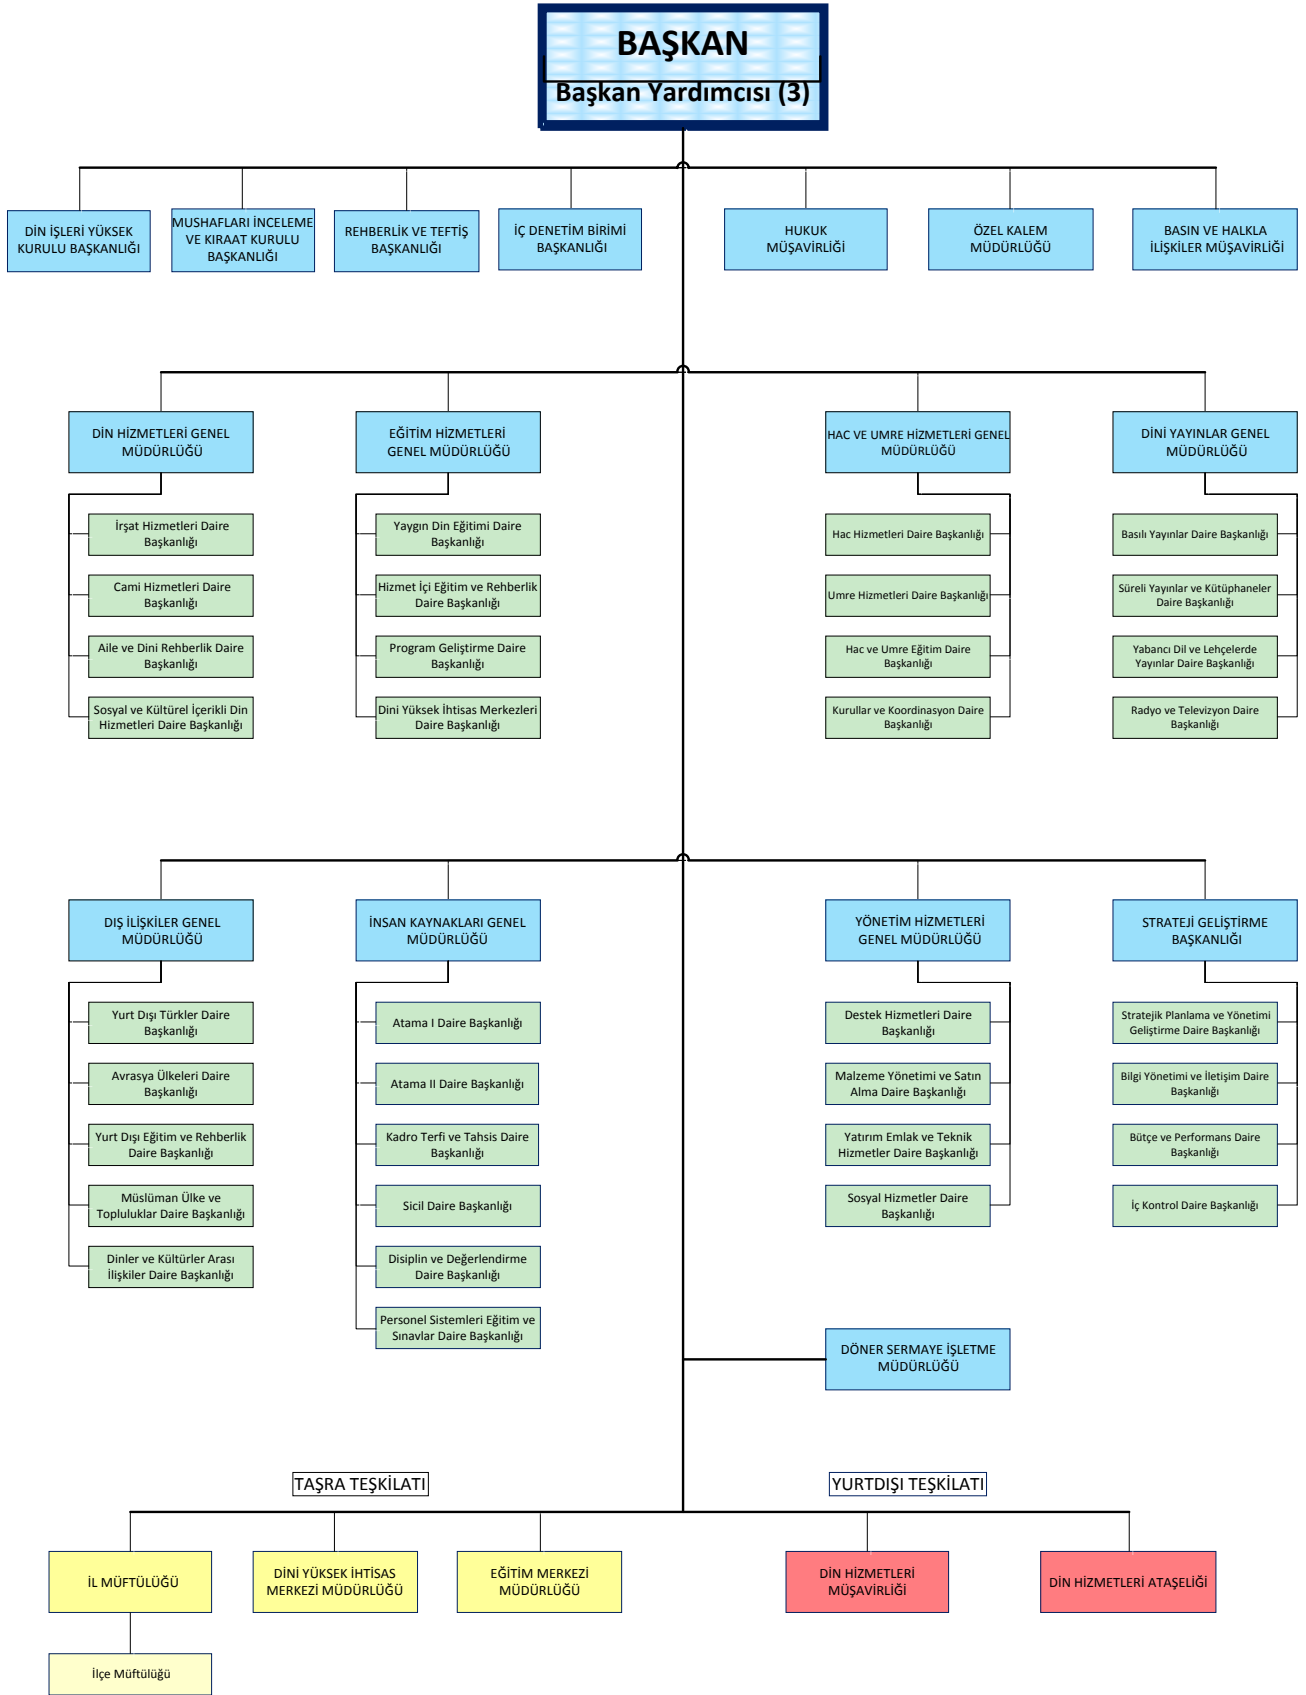 BAŞKAN
Başkan Yardımcısı (3)
DİN İŞLERİ YÜKSEK
KURULU BAŞKANLIĞI
MUSHAFLARI İNCELEME
VE KIRAAT KURULU
BAŞKANLIĞI
REHBERLİK VE TEFTİŞ
BAŞKANLIĞI
İÇ DENETİM BİRİMİ
BAŞKANLIĞI
HUKUK
MÜŞAVİRLİĞİ
ÖZEL KALEM
MÜDÜRLÜĞÜ
BASIN VE HALKLA
İLİŞKİLER MÜŞAVİRLİĞİ
DİN HİZMETLERİ GENEL
MÜDÜRLÜĞÜ
İrşat Hizmetleri Daire
Başkanlığı
Cami Hizmetleri Daire
Başkanlığı
Aile ve Dini Rehberlik Daire
Başkanlığı
Sosyal ve Kültürel İçerikli Din
Hizmetleri Daire Başkanlığı
EĞİTİM HİZMETLERİ
GENEL MÜDÜRLÜĞÜ
Yaygın Din Eğitimi Daire
Başkanlığı
Hizmet İçi Eğitim ve Rehberlik
Daire Başkanlığı
Program Geliştirme Daire
Başkanlığı
Dini Yüksek İhtisas Merkezleri
Daire Başkanlığı
HAC VE UMRE HİZMETLERİ GENEL
MÜDÜRLÜĞÜ
Hac Hizmetleri Daire Başkanlığı
Umre Hizmetleri Daire Başkanlığı
Hac ve Umre Eğitim Daire
Başkanlığı
Kurullar ve Koordinasyon Daire
Başkanlığı
DİNİ YAYINLAR GENEL
MÜDÜRLÜĞÜ
Basılı Yayınlar Daire Başkanlığı
Süreli Yayınlar ve Kütüphaneler
Daire Başkanlığı
Yabancı Dil ve Lehçelerde
Yayınlar Daire Başkanlığı
Radyo ve Televizyon Daire
Başkanlığı
DIŞ İLİŞKİLER GENEL
MÜDÜRLÜĞÜ
Yurt Dışı Türkler Daire
Başkanlığı
Avrasya Ülkeleri Daire
Başkanlığı
Yurt Dışı Eğitim ve Rehberlik
Daire Başkanlığı
Müslüman Ülke ve
Topluluklar Daire Başkanlığı
Dinler ve Kültürler Arası
İlişkiler Daire Başkanlığı
İNSAN KAYNAKLARI GENEL
MÜDÜRLÜĞÜ
Atama I Daire Başkanlığı
Atama II Daire Başkanlığı
Kadro Terfi ve Tahsis Daire
Başkanlığı
Sicil Daire Başkanlığı
Disiplin ve Değerlendirme
Daire Başkanlığı
Personel Sistemleri Eğitim ve
Sınavlar Daire Başkanlığı
YÖNETİM HİZMETLERİ
GENEL MÜDÜRLÜĞÜ
Destek Hizmetleri Daire
Başkanlığı
Malzeme Yönetimi ve Satın
Alma Daire Başkanlığı
Yatırım Emlak ve Teknik
Hizmetler Daire Başkanlığı
Sosyal Hizmetler Daire
Başkanlığı
STRATEJİ GELİŞTİRME
BAŞKANLIĞI
Stratejik Planlama ve Yönetimi
Geliştirme Daire Başkanlığı
Bilgi Yönetimi ve İletişim Daire
Başkanlığı
Bütçe ve Performans Daire
Başkanlığı
İç Kontrol Daire Başkanlığı
DÖNER SERMAYE İŞLETME
MÜDÜRLÜĞÜ
TAŞRA TEŞKİLATI
YURTDIŞI TEŞKİLATI
İL MÜFTÜLÜĞÜ
DİNİ YÜKSEK İHTİSAS
MERKEZİ MÜDÜRLÜĞÜ
EĞİTİM MERKEZİ
MÜDÜRLÜĞÜ
DİN HİZMETLERİ
MÜŞAVİRLİĞİ
DİN HİZMETLERİ ATAŞELİĞİ
İlçe Müftülüğü